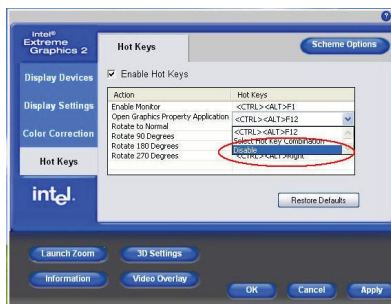 Intel®
Extreme
Graphics 2
Hot Keys
Scheme Options
Display Devices
Display Settings
Color Correction
Hot Keys
intel.
Enable Hot Keys
Action Hot Keys
Enable Monitor <CTRL><ALT>F1
Open Graphics Property Application <CTRL><ALT>F12
Rotate to Normal <CTRL><ALT>F12
Rotate 90 Degrees Select Hot Key Combination
Rotate 180 Degrees Disable
Rotate 270 Degrees <CTRL><ALT>Right
Restore Defaults
Launch Zoom
3D Settings
Information
Video Overlay
OK
Cancel
Apply